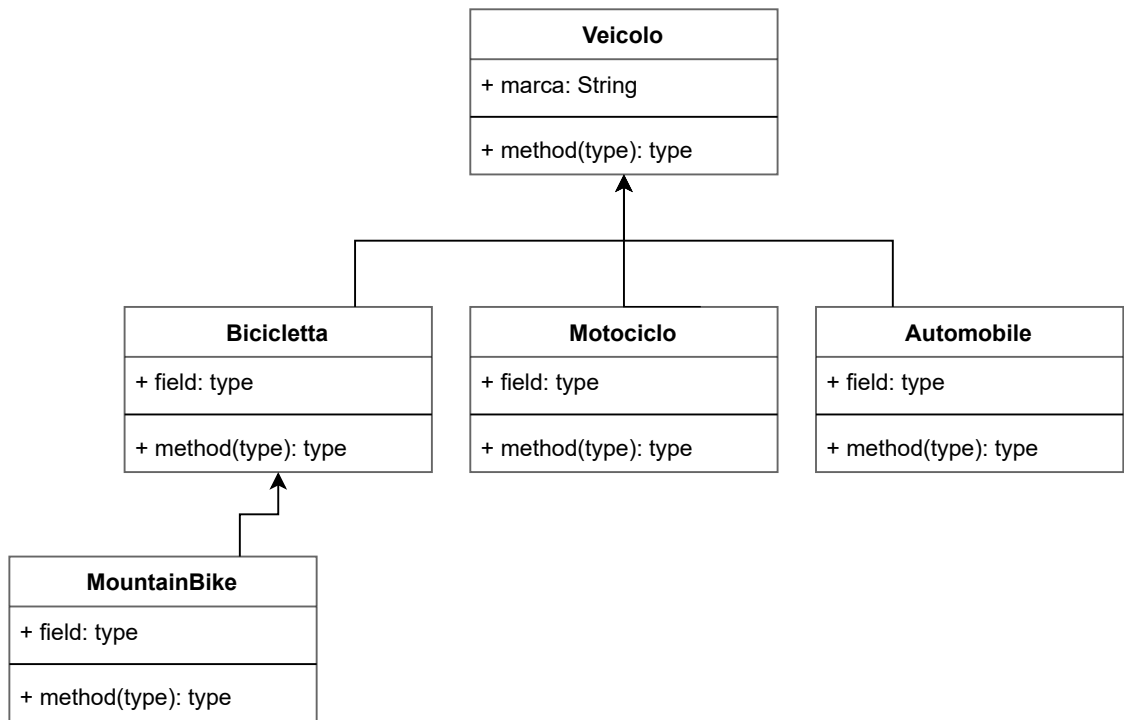 Veicolo
+ marca: String
+ method(type): type
Bicicletta
+ field: type
+ method(type): type
Motociclo
+ field: type
+ method(type): type
Automobile
+ field: type
+ method(type): type
MountainBike
+ field: type
+ method(type): type